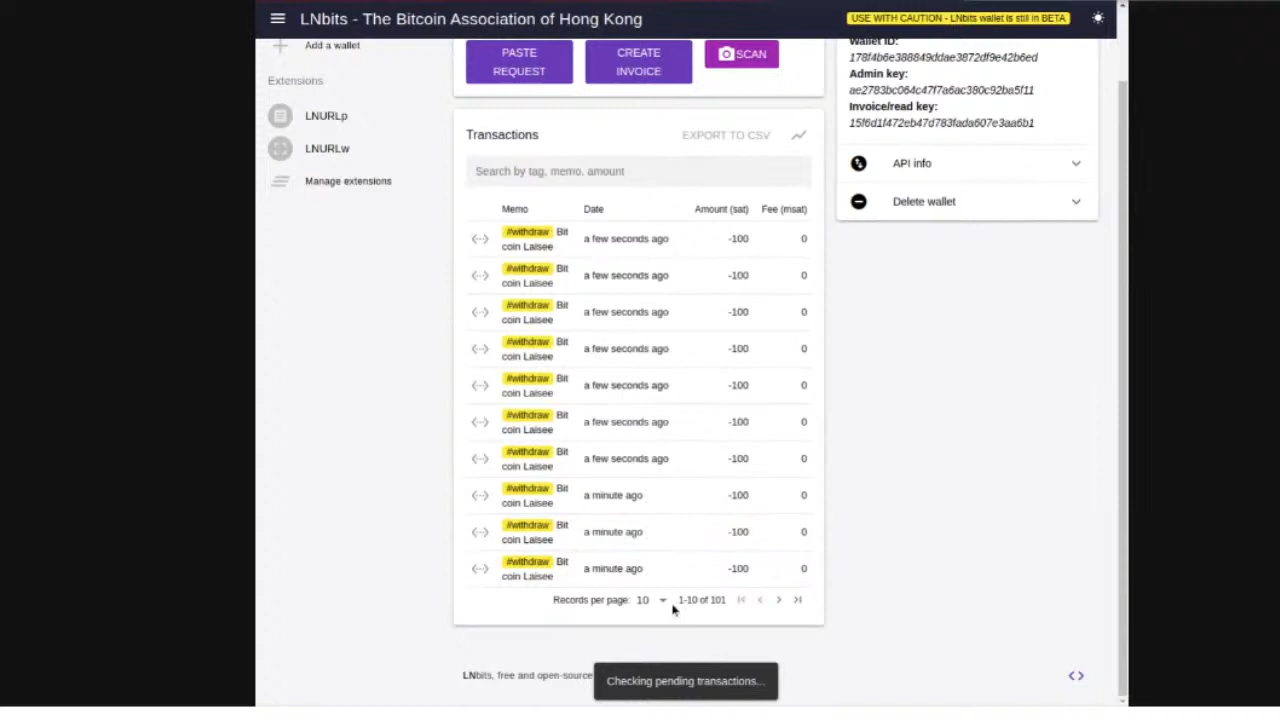 LNbits - The Bitcoin Association of Hong Kong
USE WITH CAUTION - LNbits wallet is still in BETA
Add a wallet
Extensions
LNURLp
LNURLw
Manage extensions
PASTE
REQUEST
CREATE
INVOICE
SCAN
Transactions
EXPORT TO CSV
Search by tag, memo, amount
Memo Date Amount (sat) Fee (msat)
#withdraw Bit
coin Laisee
a few seconds ago -100 0
#withdraw Bit
coin Laisee
a few seconds ago -100 0
#withdraw Bit
coin Laisee
a few seconds ago -100 0
#withdraw Bit
coin Laisee
a few seconds ago -100 0
#withdraw Bit
coin Laisee
a few seconds ago -100 0
#withdraw Bit
coin Laisee
a few seconds ago -100 0
#withdraw Bit
coin Laisee
a few seconds ago -100 0
#withdraw Bit
coin Laisee
a minute ago -100 0
#withdraw Bit
coin Laisee
a minute ago -100 0
#withdraw Bit
coin Laisee
a minute ago -100 0
Records per page: 10 1-10 of 101
Wallet ID:
178f4b6e388849ddae3872df9e42b6ed
Admin key:
ae2783bc064c47f7a6ac380c92ba5f11
Invoice/read key:
15f6d1f472eb47d783fada607e3aa6b1
API info
Delete wallet
LNbits, free and open-source
Checking pending transactions...